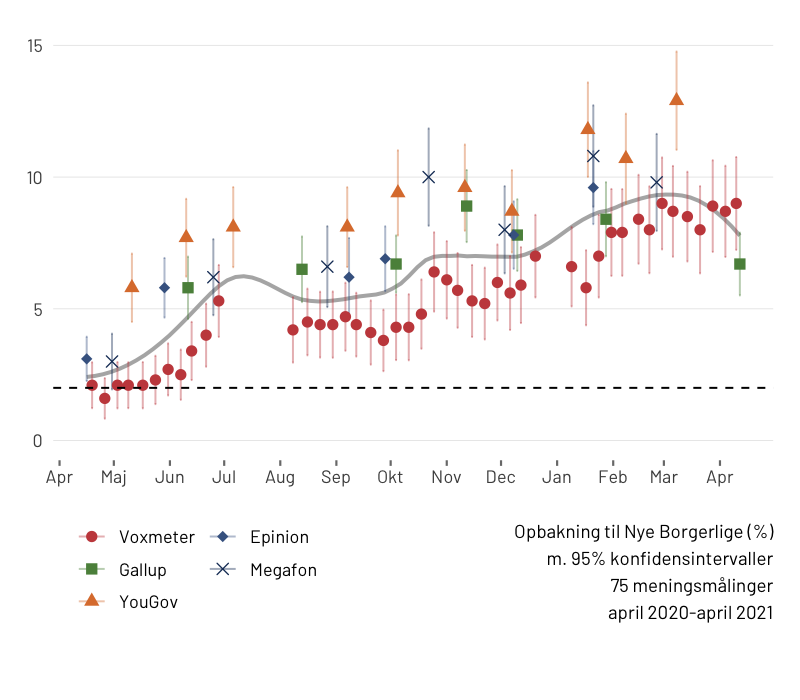 15
10
5
0
Apr Maj Jun Jul Aug Sep Okt Nov Dec Jan Feb Mar Apr
Voxmeter Epinion
Gallup Megafon
YouGov
Opbakning til Nye Borgerlige (%)
m. 95% konfidensintervaller
75 meningsmålinger
april 2020-april 2021